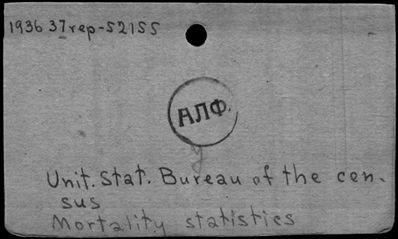 1936 37rep-52155
АЛФ.
Unit. Stat. Bureau of the cen-
sus
Mortality statistics